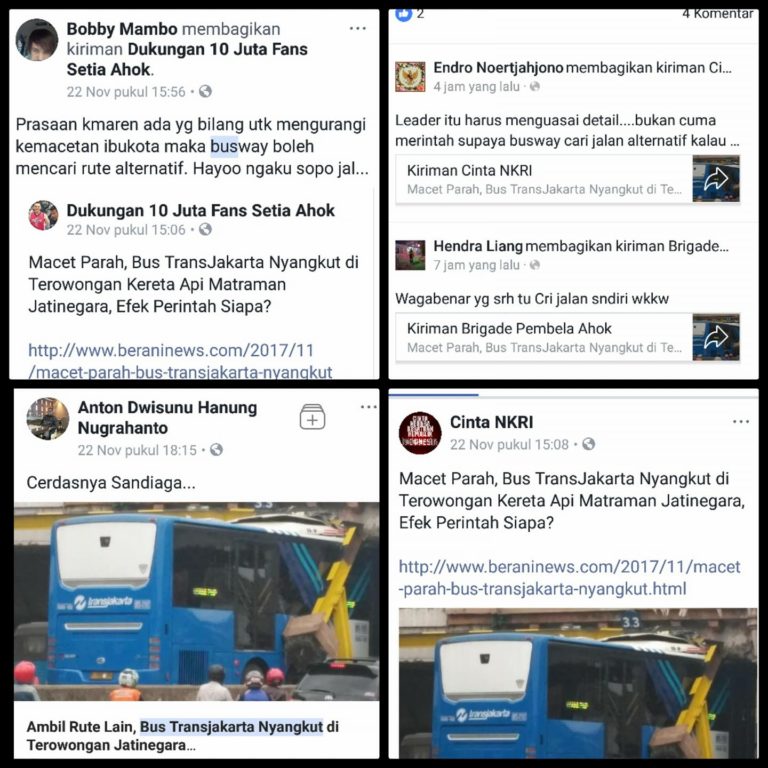 Bobby Mambo membagikan
kiriman Dukungan 10 Juta Fans
Setia Ahok.
22 Nov pukul 15:56
Prasaan kmaren ada yg bilang utk mengurangi
kemacetan ibukota maka busway boleh
mencari rute alternatif. Hayoo ngaku sopo jal...
Dukungan 10 Juta Fans Setia Ahok
22 Nov pukul 15:06
Macet Parah, Bus TransJakarta Nyangkut di
Terowongan Kereta Api Matraman
Jatinegara, Efek Perintah Siapa?
http://www.beraninews.com/2017/11
/macet-parah-bus-transjakarta-nyangkut
2
4 Komentar
Endro Noertjahjono membagikan kiriman Ci...
4 jam yang lalu
Leader itu harus menguasai detail....bukan cuma
merintah supaya busway cari jalan alternatif kalau ...
Kiriman Cinta NKRI
Macet Parah, Bus TransJakarta Nyangkut di Te...
Hendra Liang membagikan kiriman Brigade...
7 jam yang lalu
Wagabenar yg srh tu Cri jalan sndiri wkkw
Kiriman Brigade Pembela Ahok
Macet Parah, Bus TransJakarta Nyangkut di Te...
Anton Dwisunu Hanung
Nugrahanto
22 Nov pukul 18:15
Cerdasnya Sandiaga...
3.3
transjakarta
Ambil Rute Lain, Bus Transjakarta Nyangkut di
Terowongan Jatinegara...
Cinta NKRI
22 Nov pukul 15:08
Macet Parah, Bus TransJakarta Nyangkut di
Terowongan Kereta Api Matraman Jatinegara,
Efek Perintah Siapa?
http://www.beraninews.com/2017/11/macet
-parah-bus-transjakarta-nyangkut.html
3.3
transjakarta